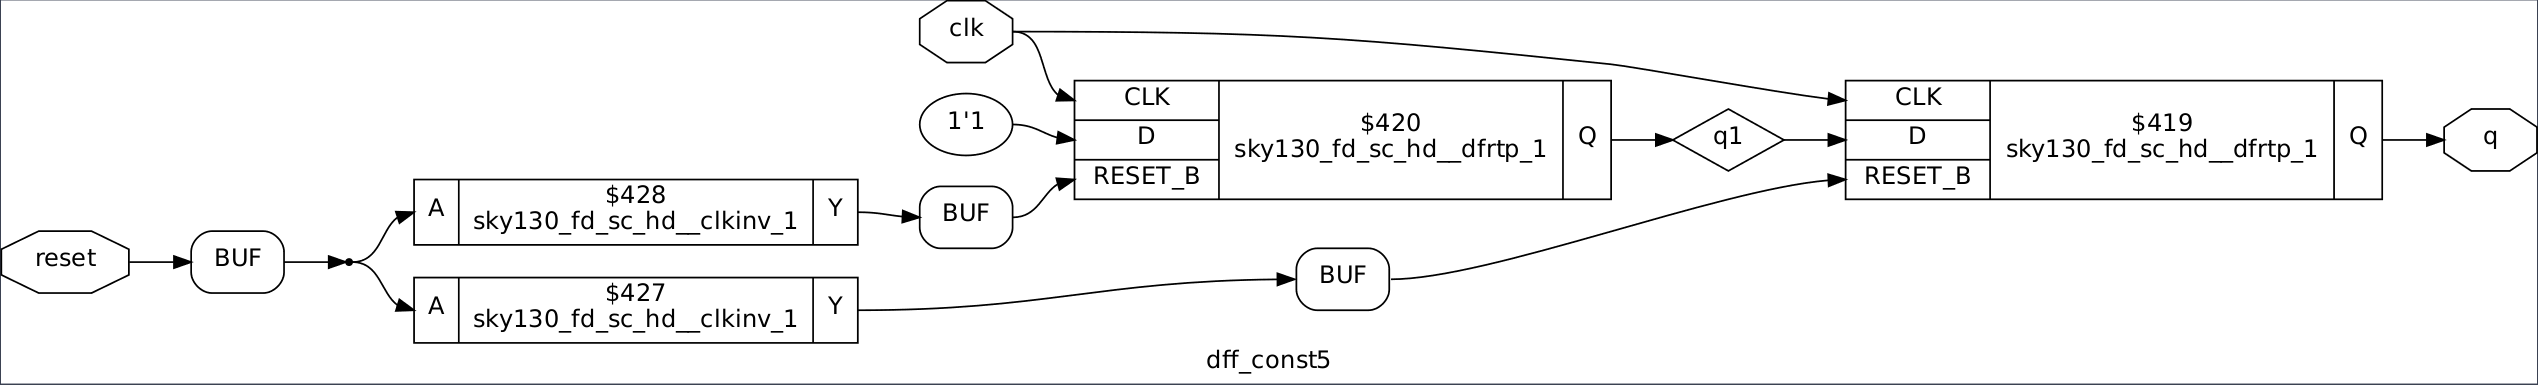 clk
CLK
D
RESET_B
$420
sky130_fd_sc_hd__dfrtp_1
Q
q1
CLK
D
RESET_B
$419
sky130_fd_sc_hd__dfrtp_1
Q
q
1'1
A
$428
sky130_fd_sc_hd__clkinv_1
Y
BUF
reset
BUF
A
$427
sky130_fd_sc_hd__clkinv_1
Y
BUF
dff_const5